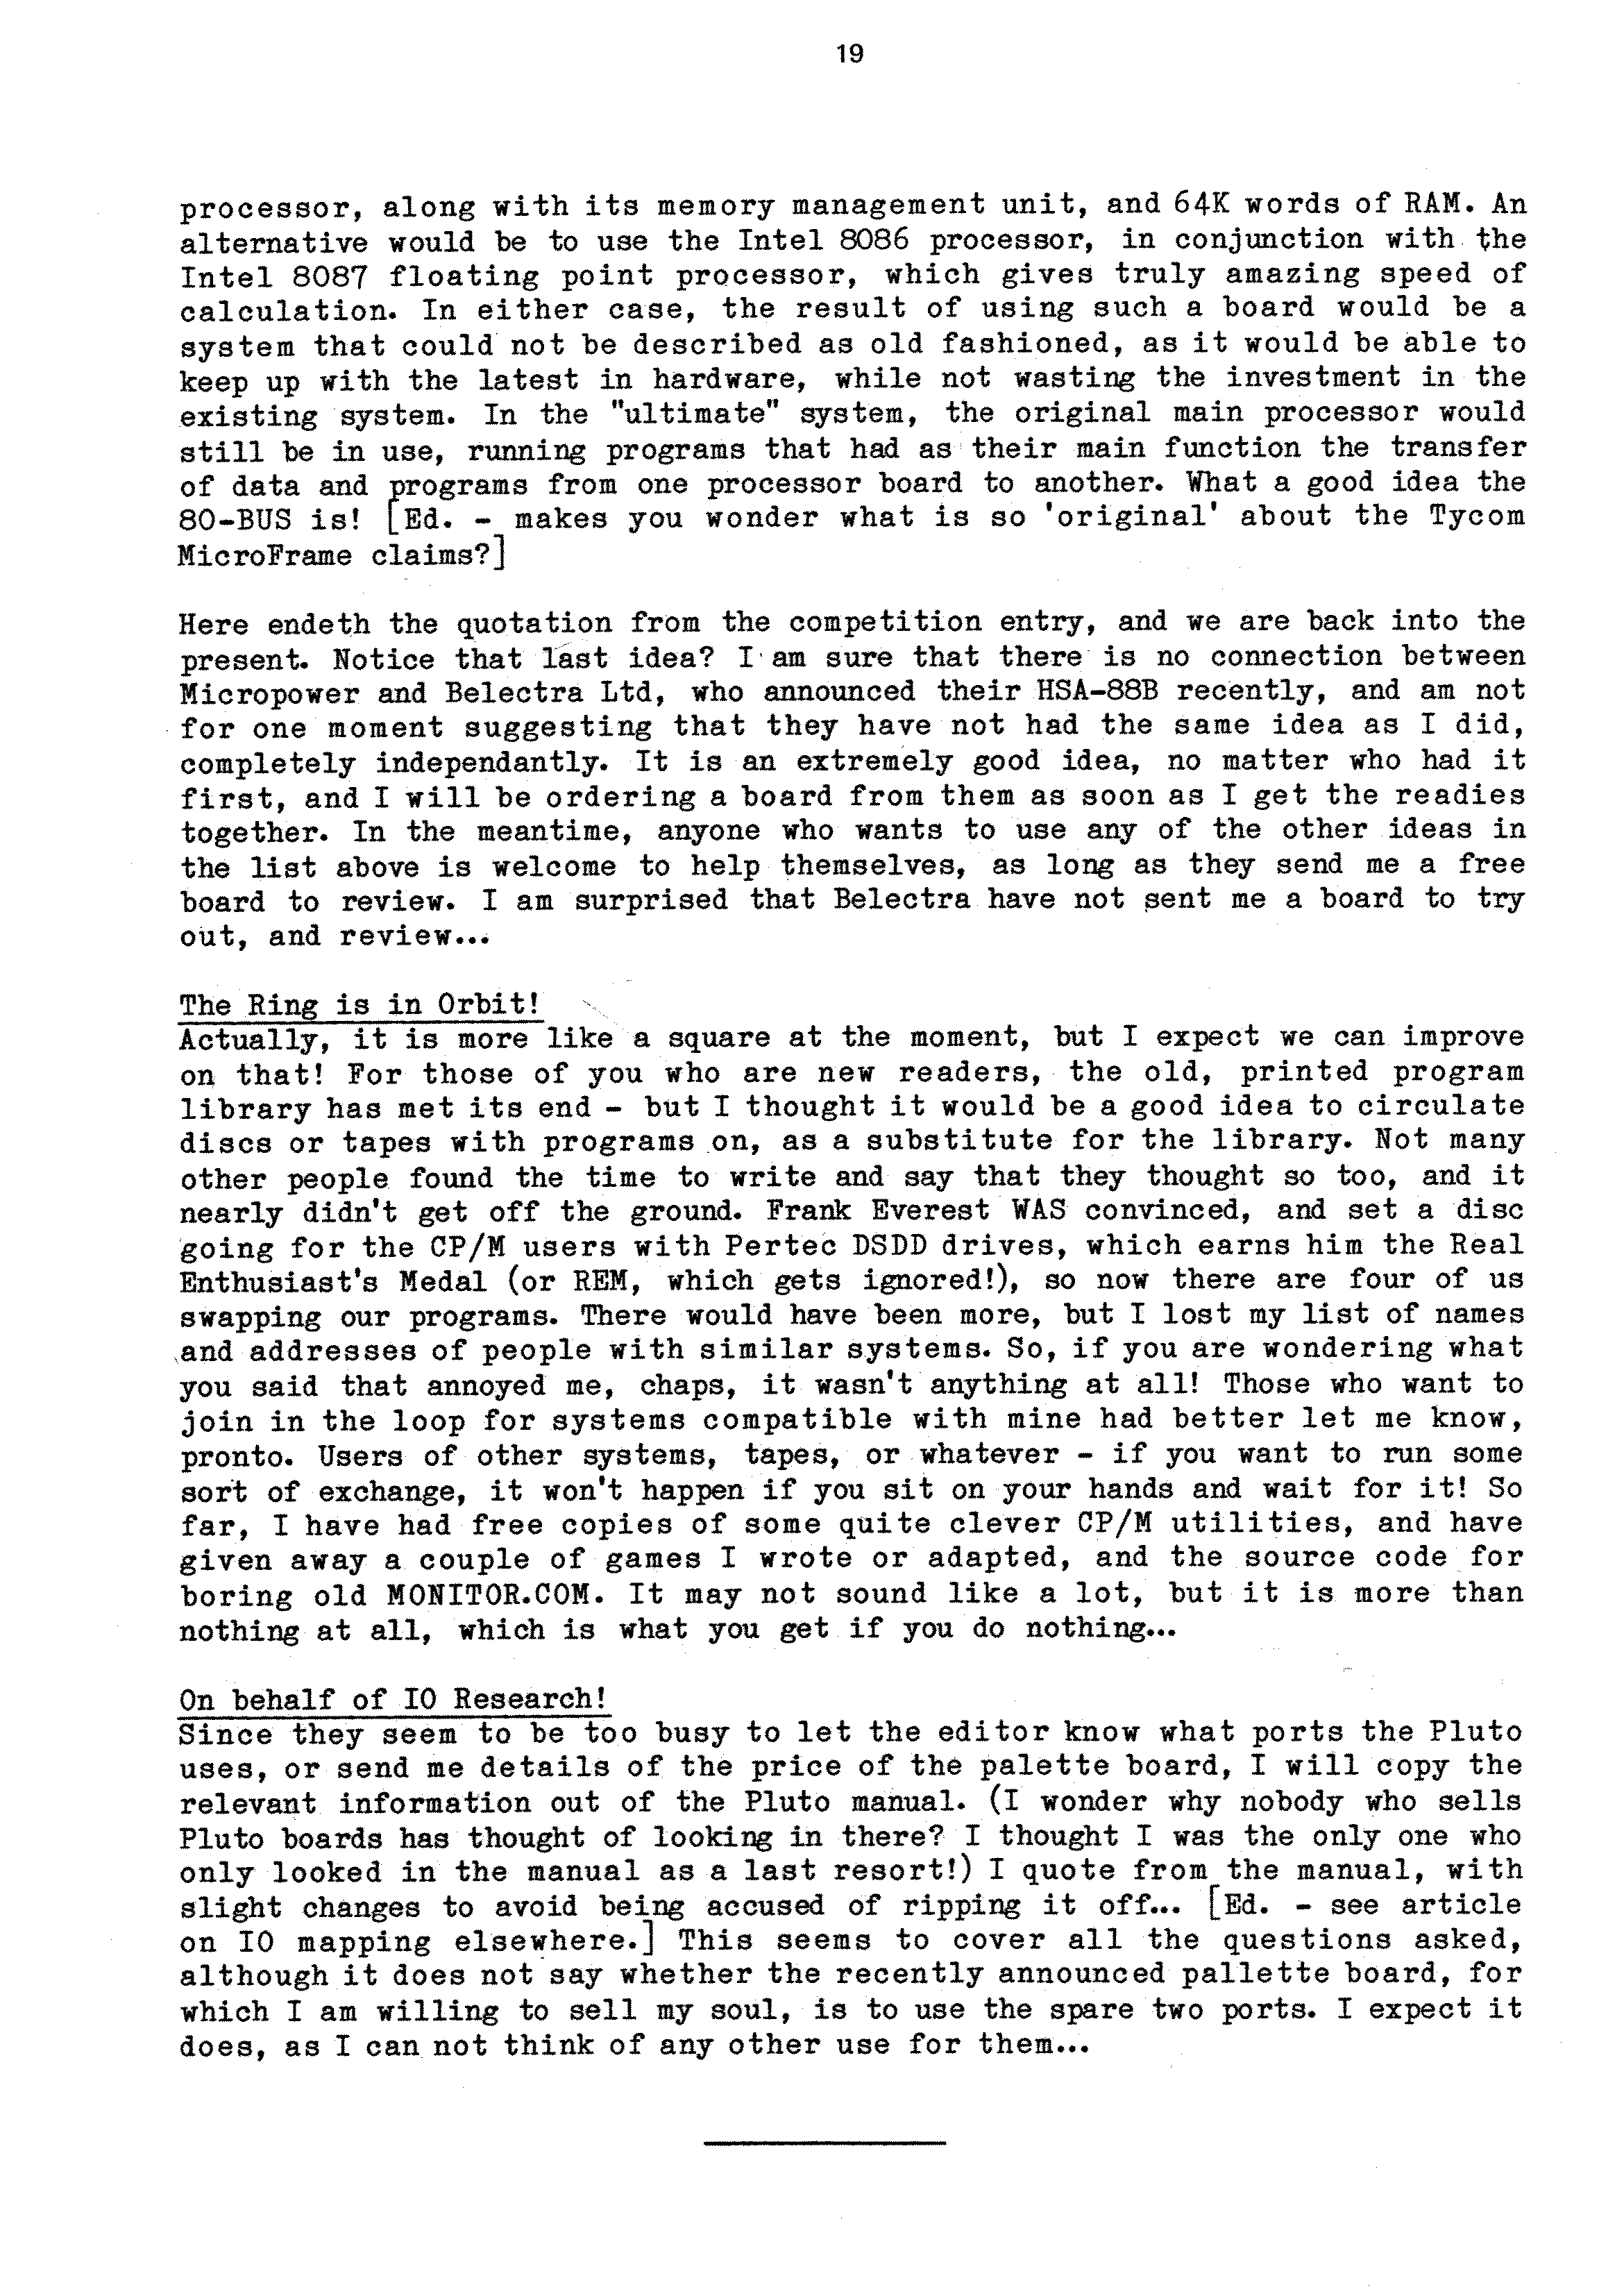 19
processor, along with its memory management unit, and 64K words of RAM. An
alternative would be to use the Intel 8086 processor, in conjunction with the
Intel 8087 floating point processor, which gives truly amazing speed of
calculation. In either case, the result of using such a board would be a
system that could not be described as old fashioned, as it would be able to
keep up with the latest in hardware, while not wasting the investment in the
existing system. In the "ultimate" system, the original main processor would
still be in use, running programs that had as their main function the transfer
of data and programs from one processor board to another. What a good idea the
80-BUS is! [Ed. - makes you wonder what is so 'original' about the Tycom
MicroFrame claims?]
Here endeth the quotation from the competition entry, and we are back into the
present. Notice that last idea? I am sure that there is no connection between
Micropower and Belectra Ltd, who announced their HSA-88B recently, and am not
for one moment suggesting that they have not had the same idea as I did,
completely independantly. It is an extremely good idea, no matter who had it
first, and I will be ordering a board from them as soon as I get the readies
together. In the meantime, anyone who wants to use any of the other ideas in
the list above is welcome to help themselves, as long as they send me a free
board to review. I am surprised that Belectra have not sent me a board to try
out, and review...
The Ring is in Orbit!
Actually, it is more like a square at the moment, but I expect we can improve
on that! For those of you who are new readers, the old, printed program
library has met its end - but I thought it would be a good idea to circulate
discs or tapes with programs on, as a substitute for the library. Not many
other people found the time to write and say that they thought so too, and it
nearly didn't get off the ground. Frank Everest WAS convinced, and set a disc
going for the CP/M users with Pertec DSDD drives, which earns him the Real
Enthusiast's Medal (or REM, which gets ignored!), so now there are four of us
swapping our programs. There would have been more, but I lost my list of names
and addresses of people with similar systems. So, if you are wondering what
you said that annoyed me, chaps, it wasn't anything at all! Those who want to
join in the loop for systems compatible with mine had better let me know,
pronto. Users of other systems, tapes, or whatever - if you want to run some
sort of exchange, it won't happen if you sit on your hands and wait for it! So
far, I have had free copies of some quite clever CP/M utilities, and have
given away a couple of games I wrote or adapted, and the source code for
boring old MONITOR.COM. It may not sound like a lot, but it is more than
nothing at all, which is what you get if you do nothing...
On behalf of IO Research!
Since they seem to be too busy to let the editor know what ports the Pluto
uses, or send me details of the price of the palette board, I will copy the
relevant information out of the Pluto manual. (I wonder why nobody who sells
Pluto boards has thought of looking in there? I thought I was the only one who
only looked in the manual as a last resort!) I quote from the manual, with
slight changes to avoid being accused of ripping it off... [Ed. - see article
on IO mapping elsewhere.] This seems to cover all the questions asked,
although it does not say whether the recently announced pallette board, for
which I am willing to sell my soul, is to use the spare two ports. I expect it
does, as I can not think of any other use for them...